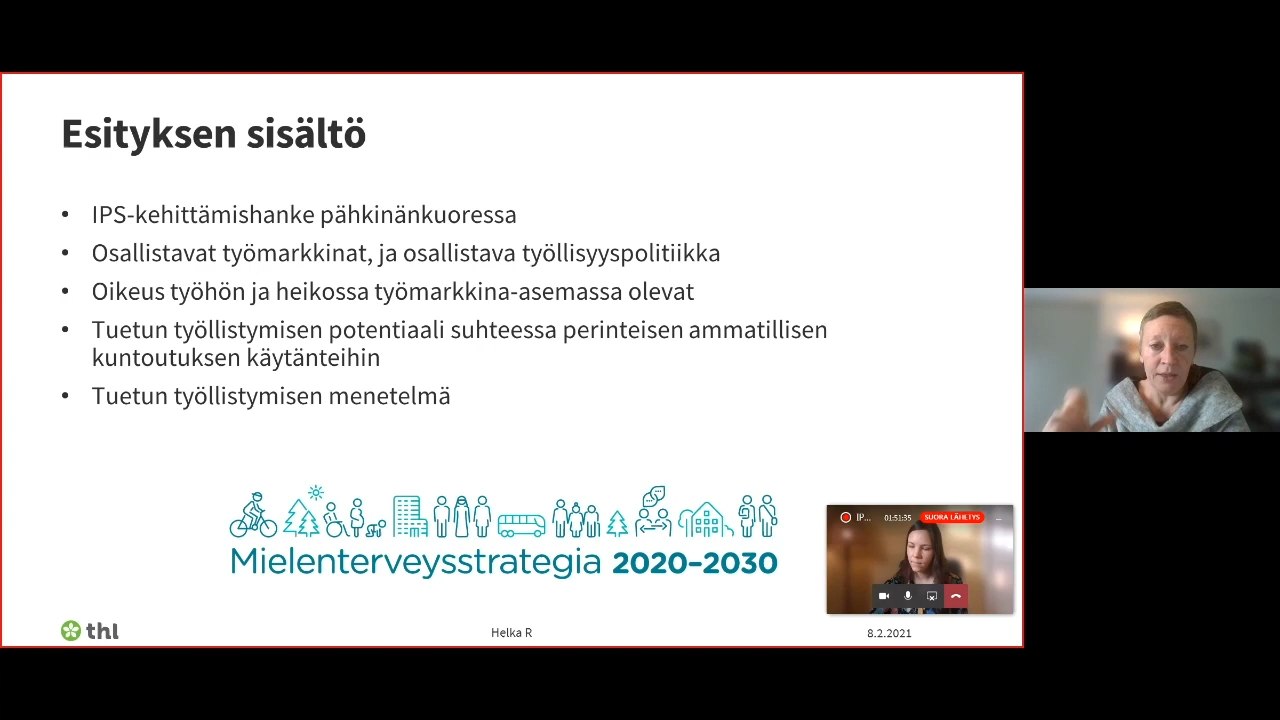 Esityksen sisältö
• IPS-kehittämishanke pähkinänkuoressa
• Osallistavat työmarkkinat, ja osallistava työllisyyspolitiikka
• Oikeus työhön ja heikossa työmarkkina-asemassa olevat
• Tuetun työllistymisen potentiaali suhteessa perinteisen ammatillisen
kuntoutuksen käytänteihin
• Tuetun työllistymisen menetelmä
IP... 01:51:35 SUORA LÄHETYS
Mielenterveysstrategia 2020–2030
thl
Helka R
8.2.2021